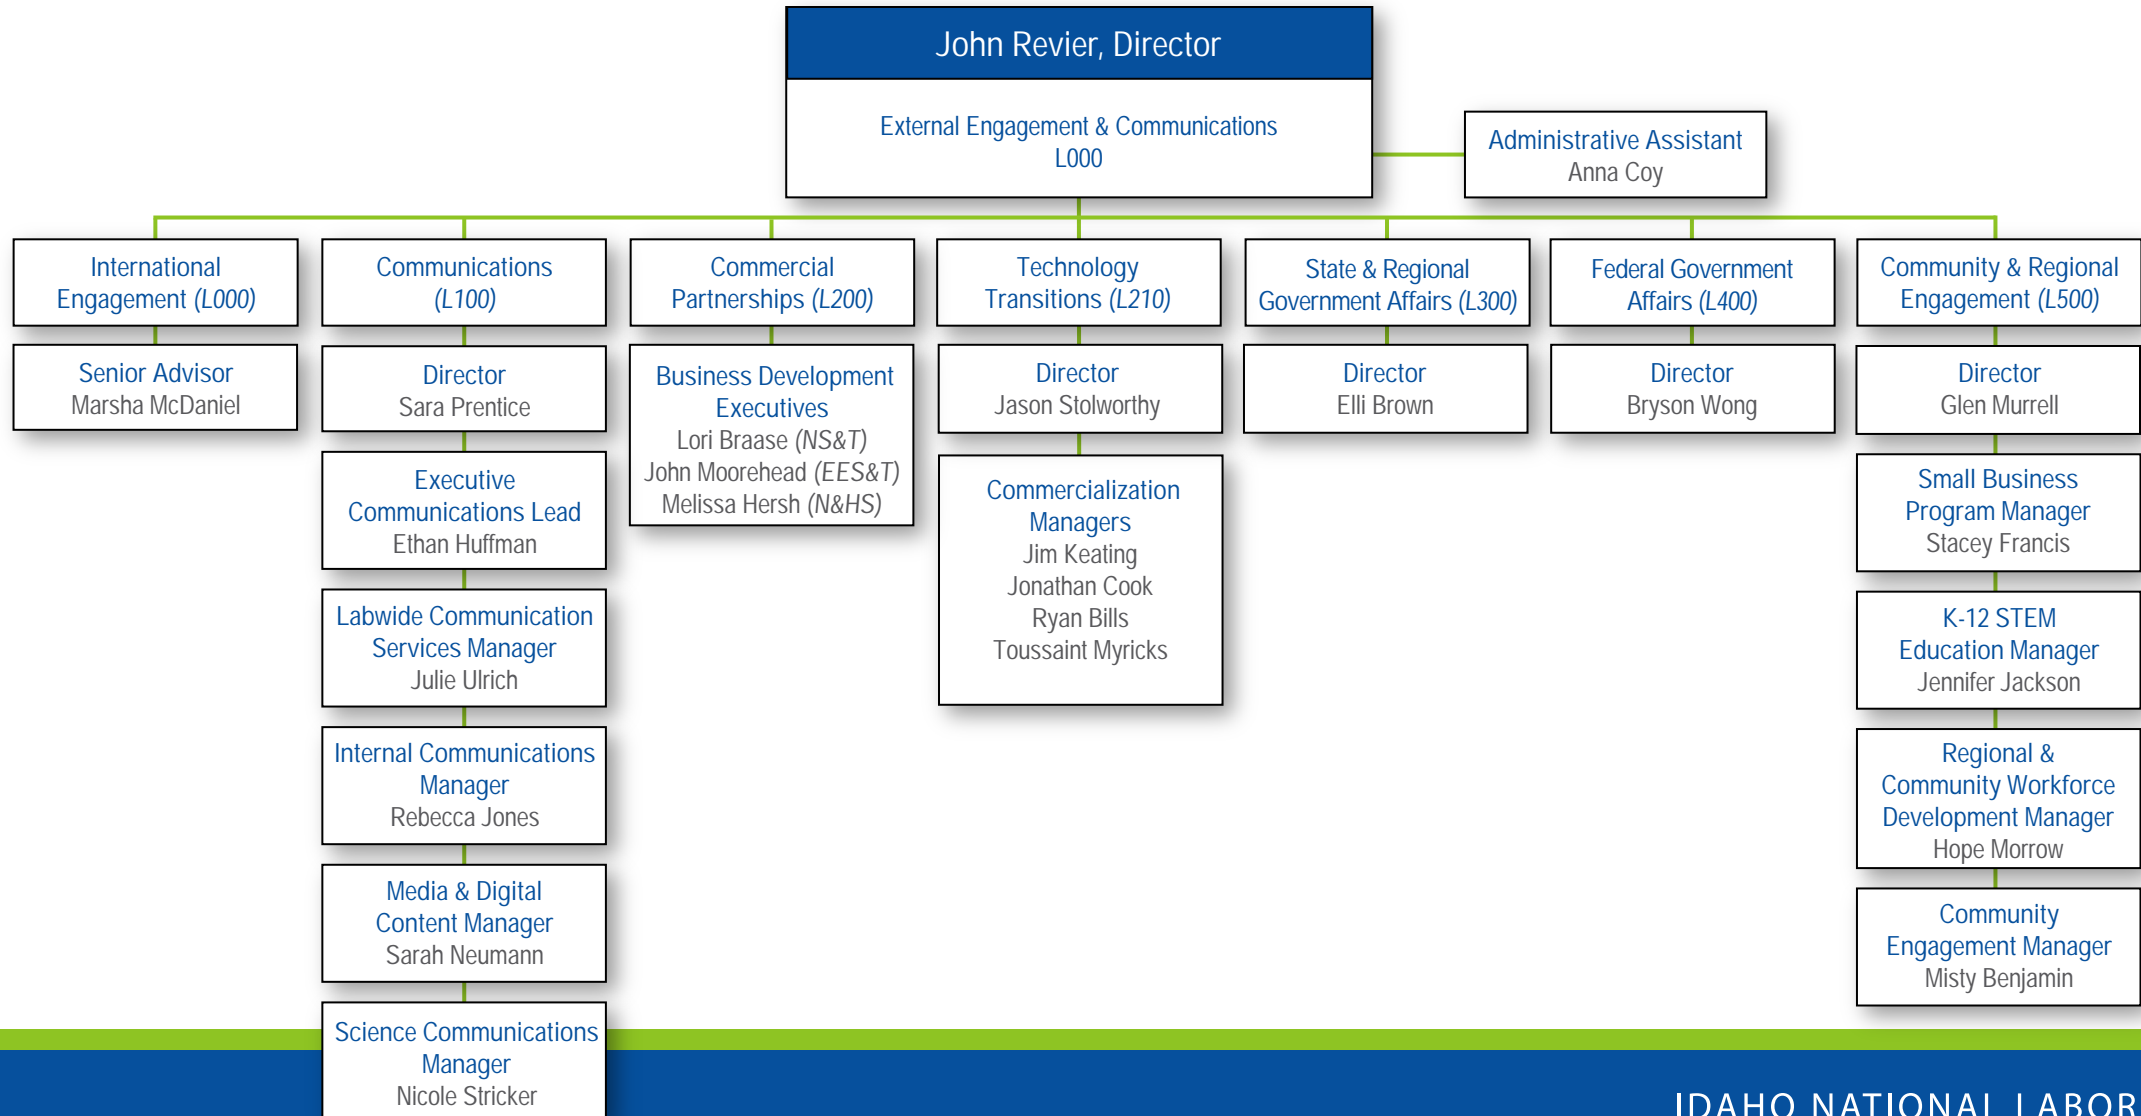 John Revier, Director
External Engagement & Communications
L000
Administrative Assistant
Anna Coy
International
Engagement (L000)
Senior Advisor
Marsha McDaniel
Communications
(L100)
Director
Sara Prentice
Executive
Communications Lead
Ethan Huffman
Labwide Communication
Services Manager
Julie Ulrich
Internal Communications
Manager
Rebecca Jones
Media & Digital
Content Manager
Sarah Neumann
Science Communications
Manager
Nicole Stricker
Commercial
Partnerships (L200)
Business Development
Executives
Lori Braase (NS&T)
John Moorehead (EES&T)
Melissa Hersh (N&HS)
Technology
Transitions (L210)
Director
Jason Stolworthy
Commercialization
Managers
Jim Keating
Jonathan Cook
Ryan Bills
Toussaint Myricks
State & Regional
Government Affairs (L300)
Director
Elli Brown
Federal Government
Affairs (L400)
Director
Bryson Wong
Community & Regional
Engagement (L500)
Director
Glen Murrell
Small Business
Program Manager
Stacey Francis
K-12 STEM
Education Manager
Jennifer Jackson
Regional &
Community Workforce
Development Manager
Hope Morrow
Community
Engagement Manager
Misty Benjamin
IDAHO NATIONAL LABOR